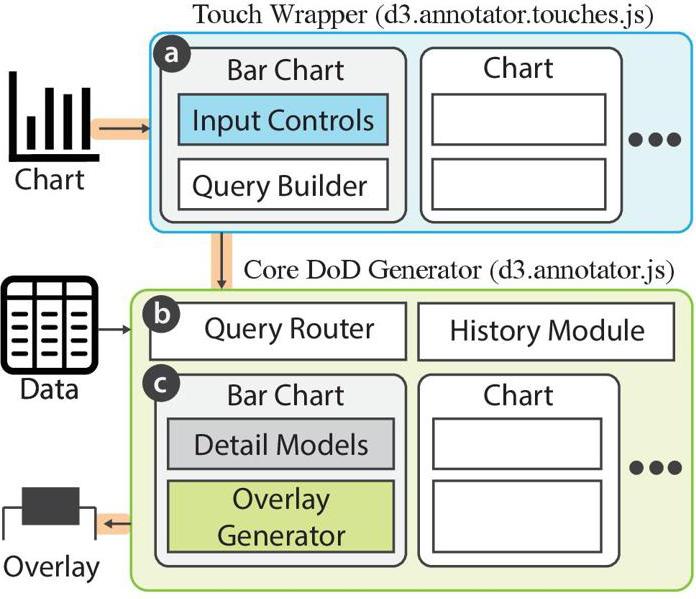 Touch Wrapper (d3.annotator.touches.js)
a
Bar Chart
Input Controls
Query Builder
Chart
Chart
Core DoD Generator (d3.annotator.js)
b
Query Router
History Module
Data
c
Bar Chart
Detail Models
Overlay
Generator
Chart
Overlay